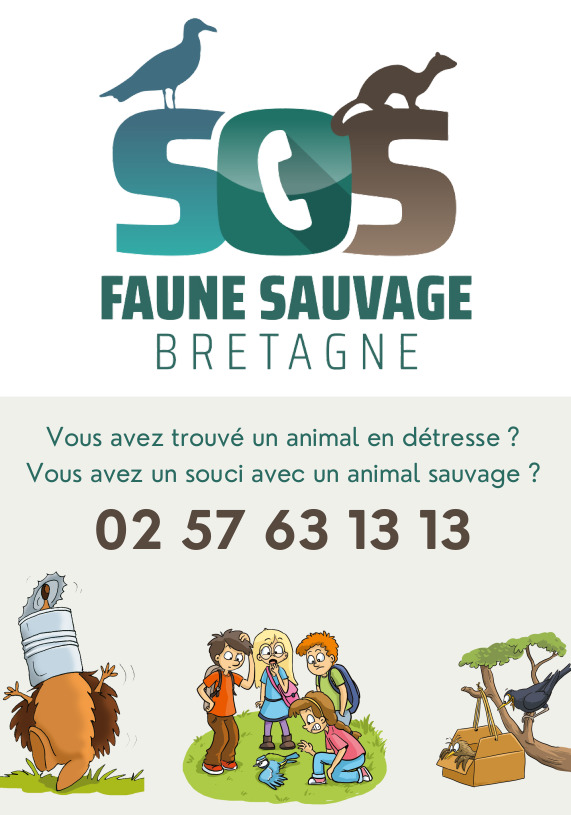 SOS
FAUNE SAUVAGE
BRETAGNE
Vous avez trouvé un animal en détresse ?
Vous avez un souci avec un animal sauvage ?
02 57 63 13 13